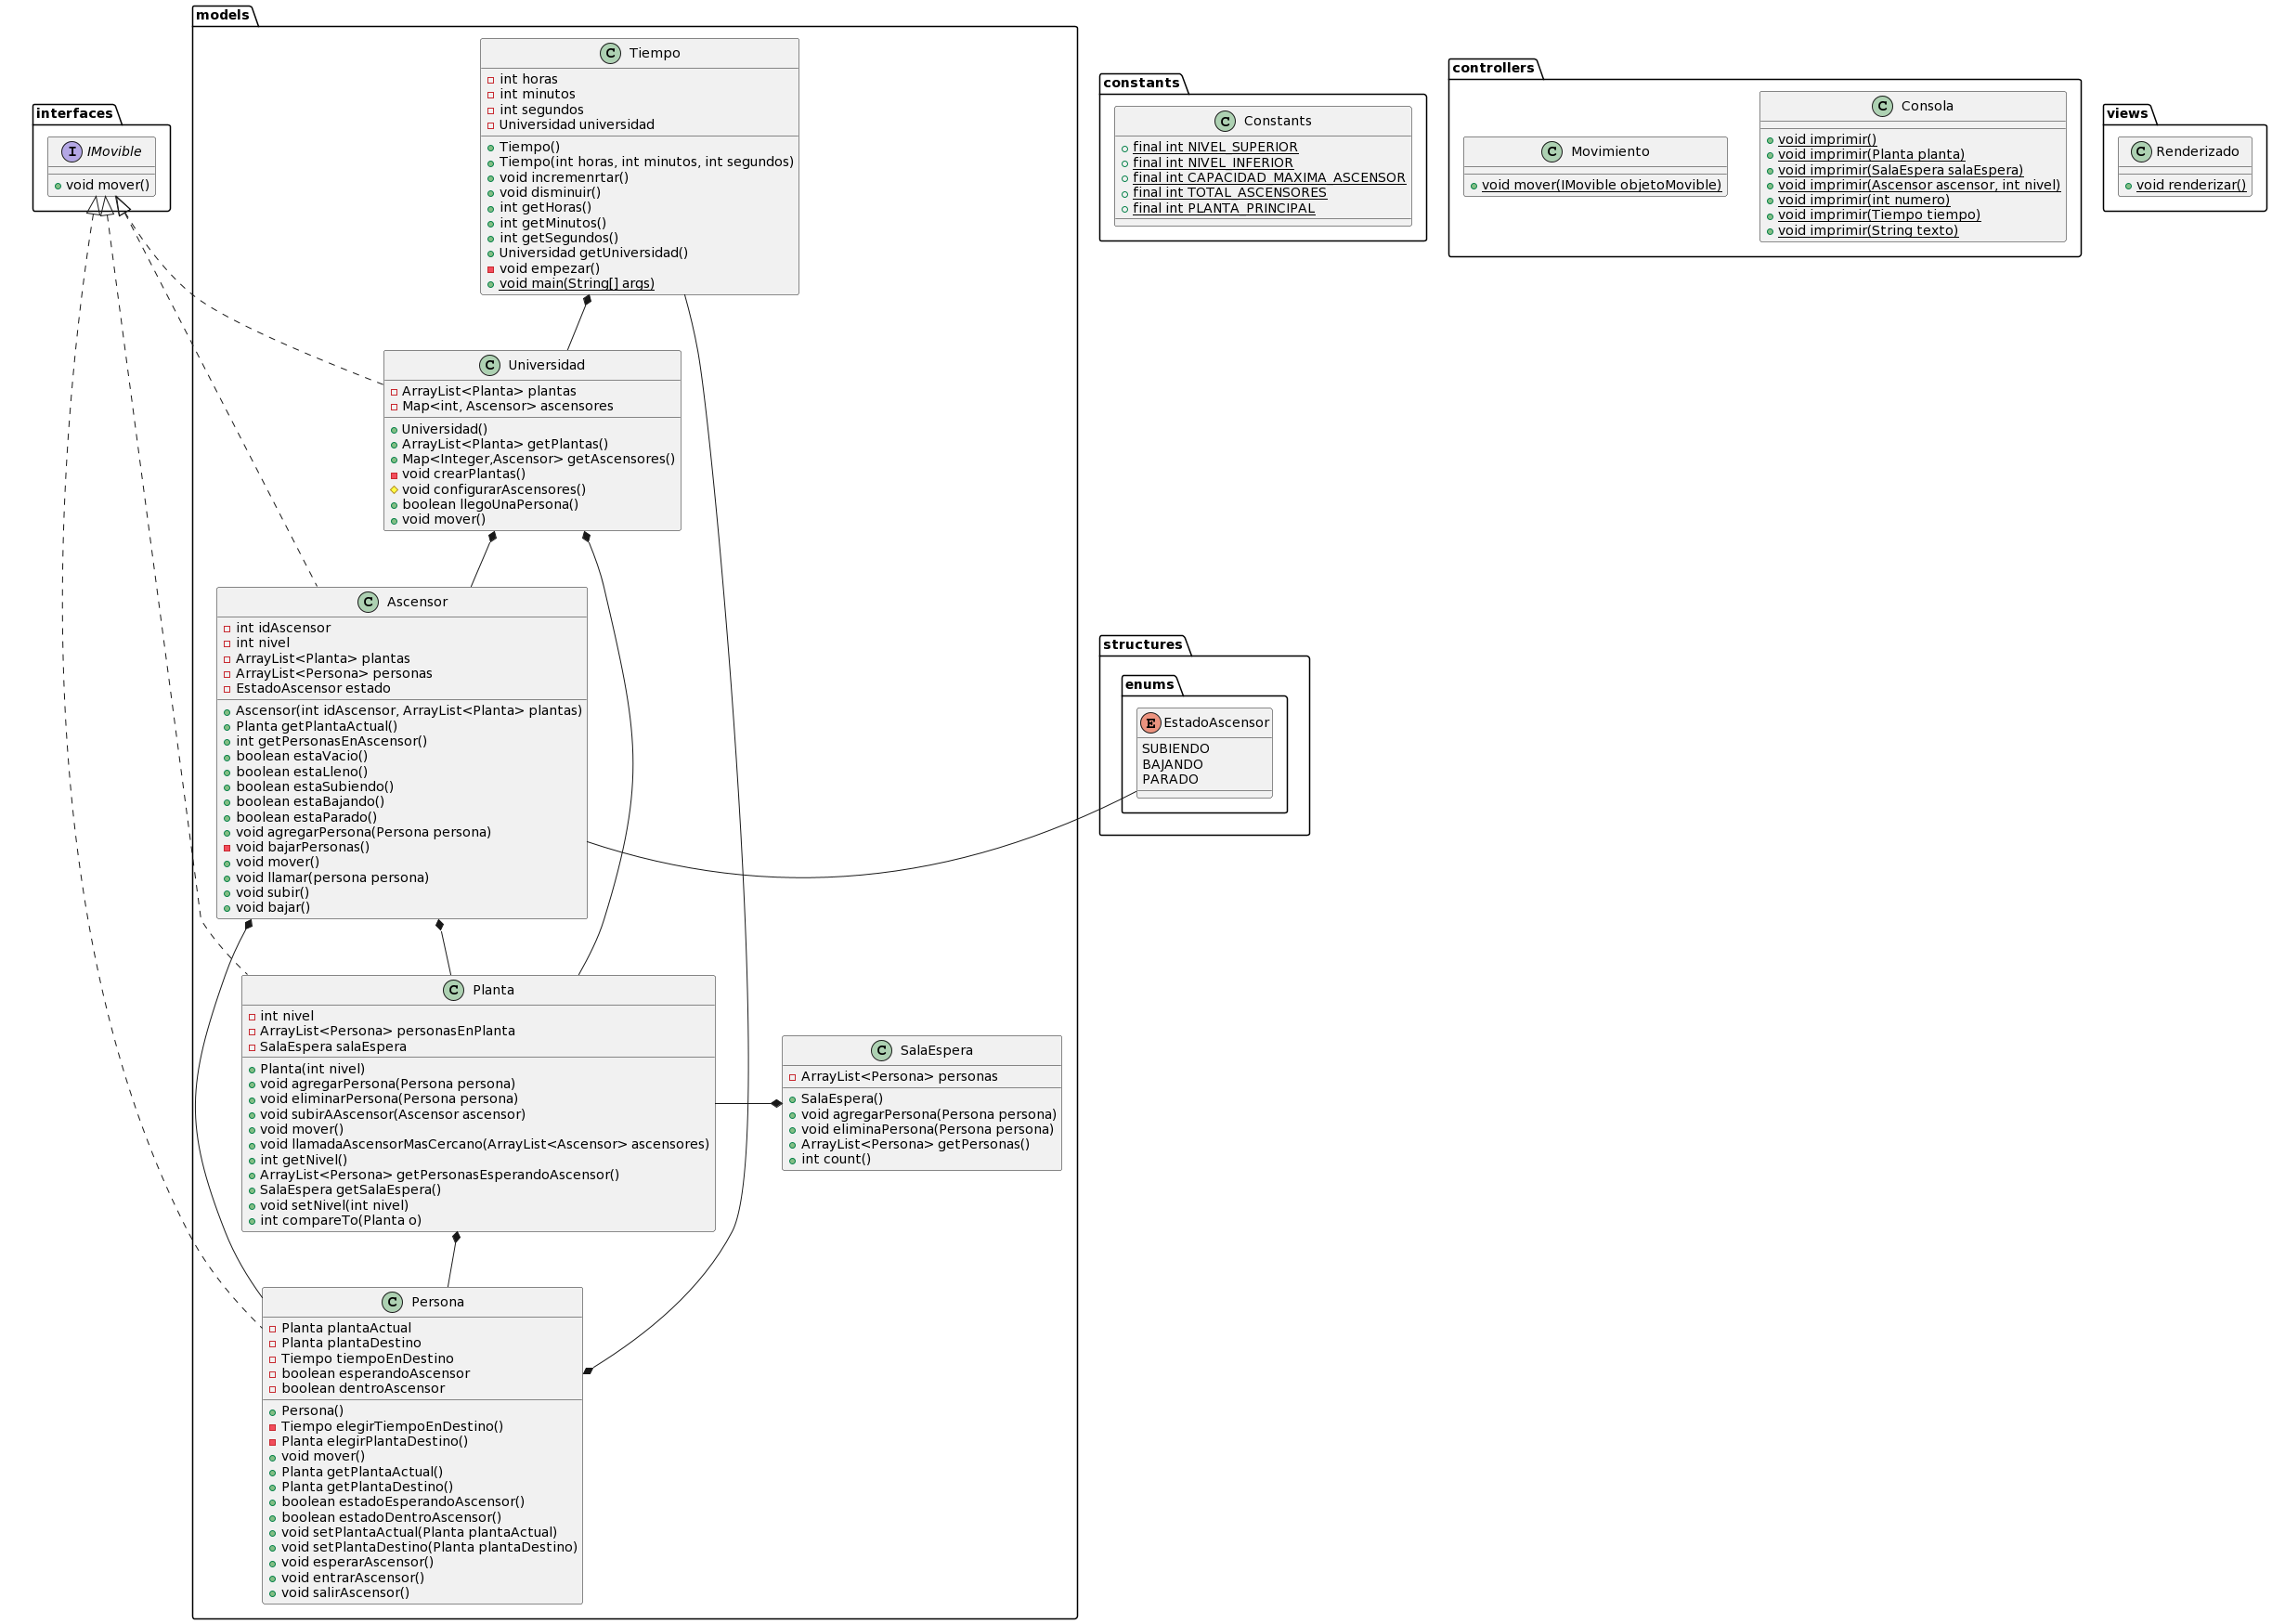 models
Tiempo
int horas
int minutos
int segundos
Universidad universidad
Tiempo()
Tiempo(int horas, int minutos, int segundos)
void incremenrtar()
void disminuir()
int getHoras()
int getMinutos()
int getSegundos()
Universidad getUniversidad()
void empezar()
void main(String[] args)
interfaces
I IMovible
void mover()
constants
C Constants
final int NIVEL_SUPERIOR
final int NIVEL_INFERIOR
final int CAPACIDAD_MAXIMA_ASCENSOR
final int TOTAL_ASCENSORES
final int PLANTA_PRINCIPAL
controllers
C Movimiento
void mover(IMovible objetoMovible)
C Consola
void imprimir()
void imprimir(Planta planta)
void imprimir(SalaEspera salaEspera)
void imprimir(Ascensor ascensor, int nivel)
void imprimir(int numero)
void imprimir(Tiempo tiempo)
void imprimir(String texto)
views
C Renderizado
void renderizar()
C Universidad
ArrayList<Planta> plantas
Map<int, Ascensor> ascensores
Universidad()
ArrayList<Planta> getPlantas()
Map<Integer,Ascensor> getAscensores()
void crearPlantas()
void configurarAscensores()
boolean llegoUnaPersona()
void mover()
C Ascensor
int idAscensor
int nivel
ArrayList<Planta> plantas
ArrayList<Persona> personas
EstadoAscensor estado
Ascensor(int idAscensor, ArrayList<Planta> plantas)
Planta getPlantaActual()
int getPersonasEnAscensor()
boolean estaVacio()
boolean estaLleno()
boolean estaSubiendo()
boolean estaBajando()
boolean estaParado()
void agregarPersona(Persona persona)
void bajarPersonas()
void mover()
void llamar(persona persona)
void subir()
void bajar()
structures
enums
E EstadoAscensor
SUBIENDO
BAJANDO
PARADO
C Planta
int nivel
ArrayList<Persona> personasEnPlanta
SalaEspera salaEspera
Planta(int nivel)
void agregarPersona(Persona persona)
void eliminarPersona(Persona persona)
void subirAAscensor(Ascensor ascensor)
void mover()
void llamadaAscensorMasCercano(ArrayList<Ascensor> ascensores)
int getNivel()
ArrayList<Persona> getPersonasEsperandoAscensor()
SalaEspera getSalaEspera()
void setNivel(int nivel)
int compareTo(Planta o)
C SalaEspera
ArrayList<Persona> personas
SalaEspera()
void agregarPersona(Persona persona)
void eliminaPersona(Persona persona)
ArrayList<Persona> getPersonas()
int count()
C Persona
Planta plantaActual
Planta plantaDestino
Tiempo tiempoEnDestino
boolean esperandoAscensor
boolean dentroAscensor
Persona()
Tiempo elegirTiempoEnDestino()
Planta elegirPlantaDestino()
void mover()
Planta getPlantaActual()
Planta getPlantaDestino()
boolean estadoEsperandoAscensor()
boolean estadoDentroAscensor()
void setPlantaActual(Planta plantaActual)
void setPlantaDestino(Planta plantaDestino)
void esperarAscensor()
void entrarAscensor()
void salirAscensor()